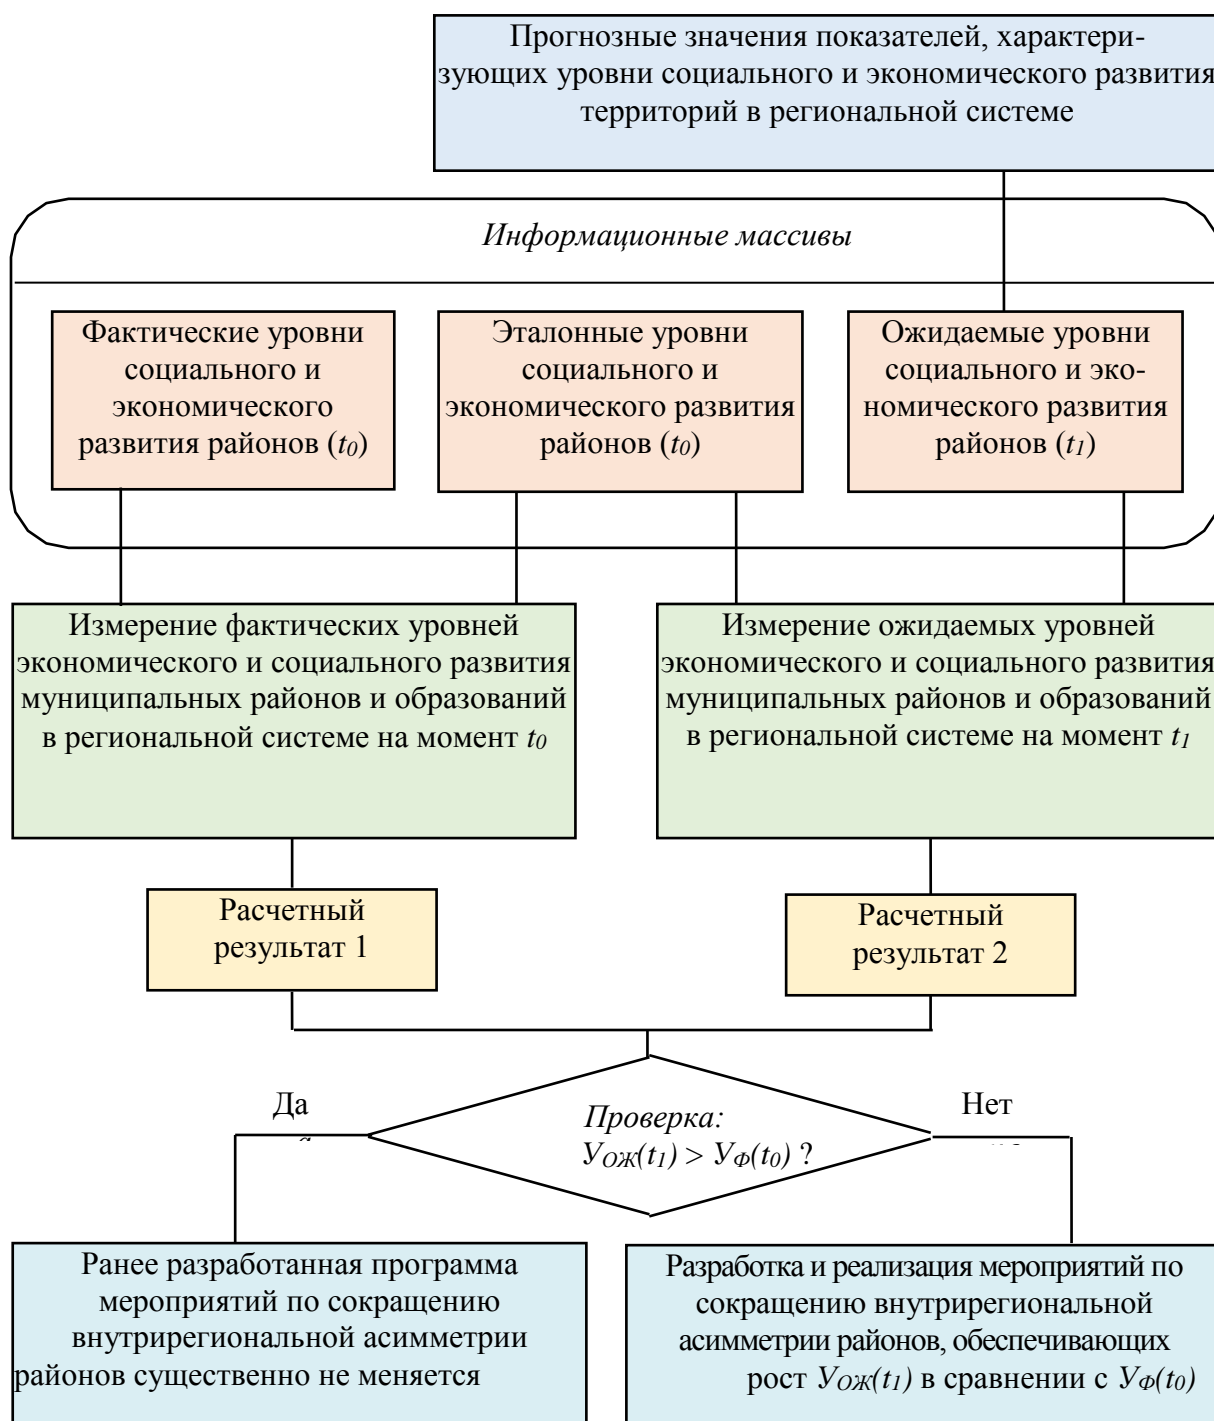 Прогнозные значения показателей, характери-
зующих уровни социального и экономического развития
территорий в региональной системе
Информационные массивы
Фактические уровни
социального и
экономического
развития районов (t0)
Эталонные уровни
социального и
экономического развития
районов (t0)
Ожидаемые уровни
социального и эко-
номического развития
районов (t1)
Измерение фактических уровней
экономического и социального развития
муниципальных районов и образований
в региональной системе на момент t0
Измерение ожидаемых уровней
экономического и социального развития
муниципальных районов и образований
в региональной системе на момент t1
Расчетный
результат 1
Расчетный
результат 2
Да
Нет
Проверка:
УОЖ(t1) > УФ(t0) ?
Ранее разработанная программа
мероприятий по сокращению
внутрирегиональной асимметрии
районов существенно не меняется
Разработка и реализация мероприятий по
сокращению внутрирегиональной
асимметрии районов, обеспечивающих
рост УОЖ(t1) в сравнении с УФ(t0)